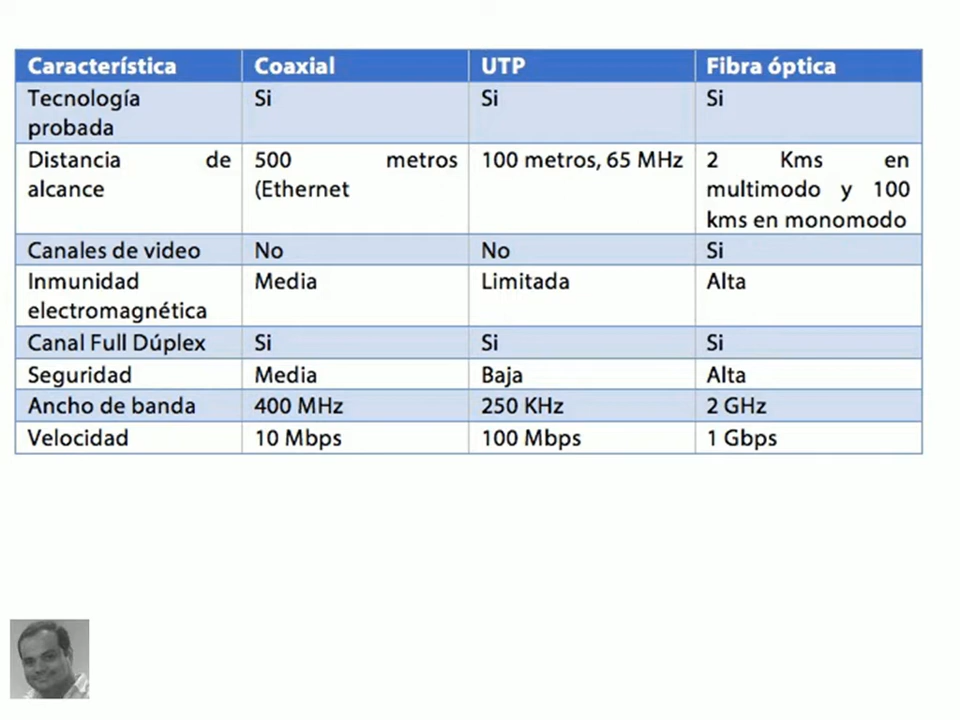 Característica Coaxial UTP Fibra óptica
Tecnología probada Si Si Si
Distancia de alcance 500 metros (Ethernet 100 metros, 65 MHz 2 Kms en multimodo y 100 kms en monomodo
Canales de video No No Si
Inmunidad electromagnética Media Limitada Alta
Canal Full Dúplex Si Si Si
Seguridad Media Baja Alta
Ancho de banda 400 MHz 250 KHz 2 GHz
Velocidad 10 Mbps 100 Mbps 1 Gbps